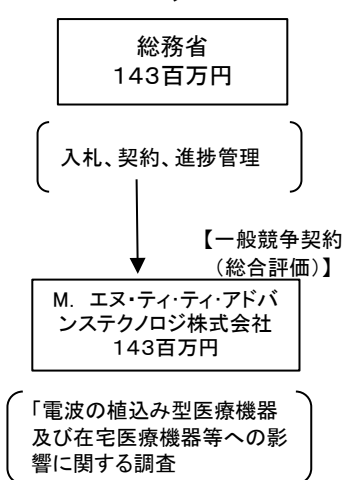 総務省
143百万円
入札、契約、進捗管理
【一般競争契約
（総合評価）】
M．エヌ・ティ・ティ・アドバ
ンステクノロジ株式会社
143百万円
「電波の植込み型医療機器
及び在宅医療機器等への影
響に関する調査